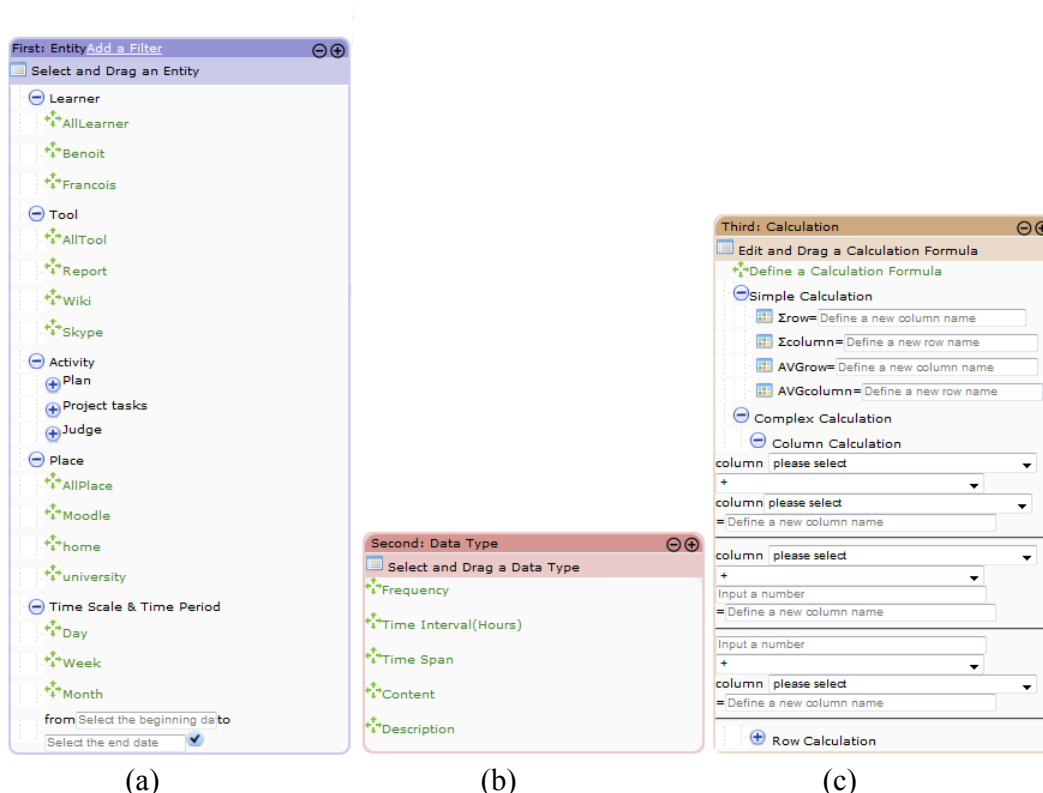 First: Entity Add a Filter
Select and Drag an Entity
Learner
AllLearner
Benoit
Francois
Tool
AllTool
Report
Wiki
Skype
Activity
Plan
Project tasks
Judge
Place
AllPlace
Moodle
home
university
Time Scale & Time Period
Day
Week
Month
from Select the beginning da to
Select the end date
(a)
Second: Data Type
Select and Drag a Data Type
Frequency
Time Interval(Hours)
Time Span
Content
Description
(b)
Third: Calculation
Edit and Drag a Calculation Formula
Define a Calculation Formula
Simple Calculation
Σrow= Define a new column name
Σcolumn= Define a new row name
AVGrow= Define a new column name
AVGcolumn= Define a new row name
Complex Calculation
Column Calculation
column please select
+
column please select
= Define a new column name
column please select
+
Input a number
= Define a new column name
Input a number
+
column please select
= Define a new column name
Row Calculation
(c)